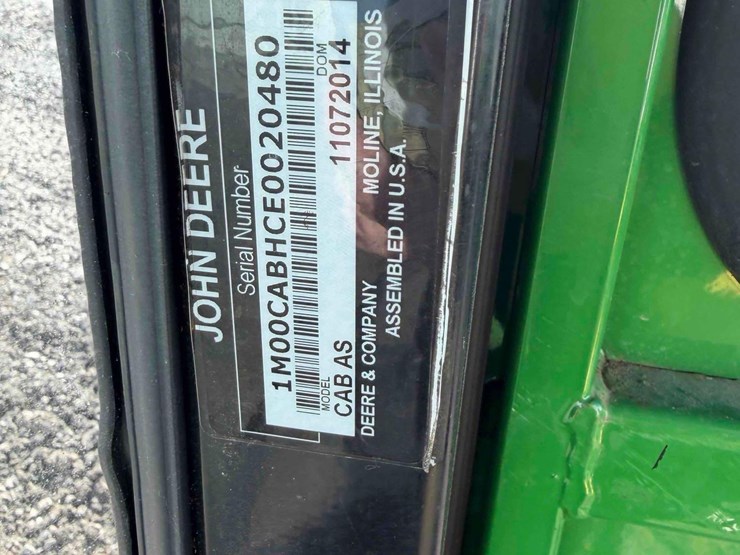 JOHN DEERE
Serial Number
1M00CABHCE0020480
MODEL
DOM
CAB AS
11072014
DEERE & COMPANY
MOLINE, ILLINOIS
ASSEMBLED IN U.S.A.